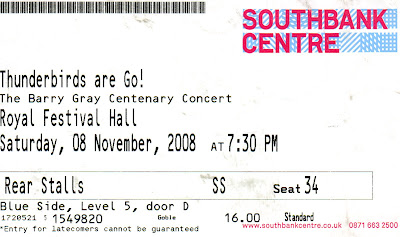 SOUTHBANK
CENTRE
Thunderbirds are Go!
The Barry Gray Centenary Concert
Royal Festival Hall
Saturday, 08 November, 2008 AT 7:30 PM
Rear Stalls SS Seat 34
Blue Side, Level 5, door D
1720521 1549820 Goble 16.00 Standard
*Entry for latecomers cannot be guaranteed
www.southbankcentre.co.uk 0871 663 2500